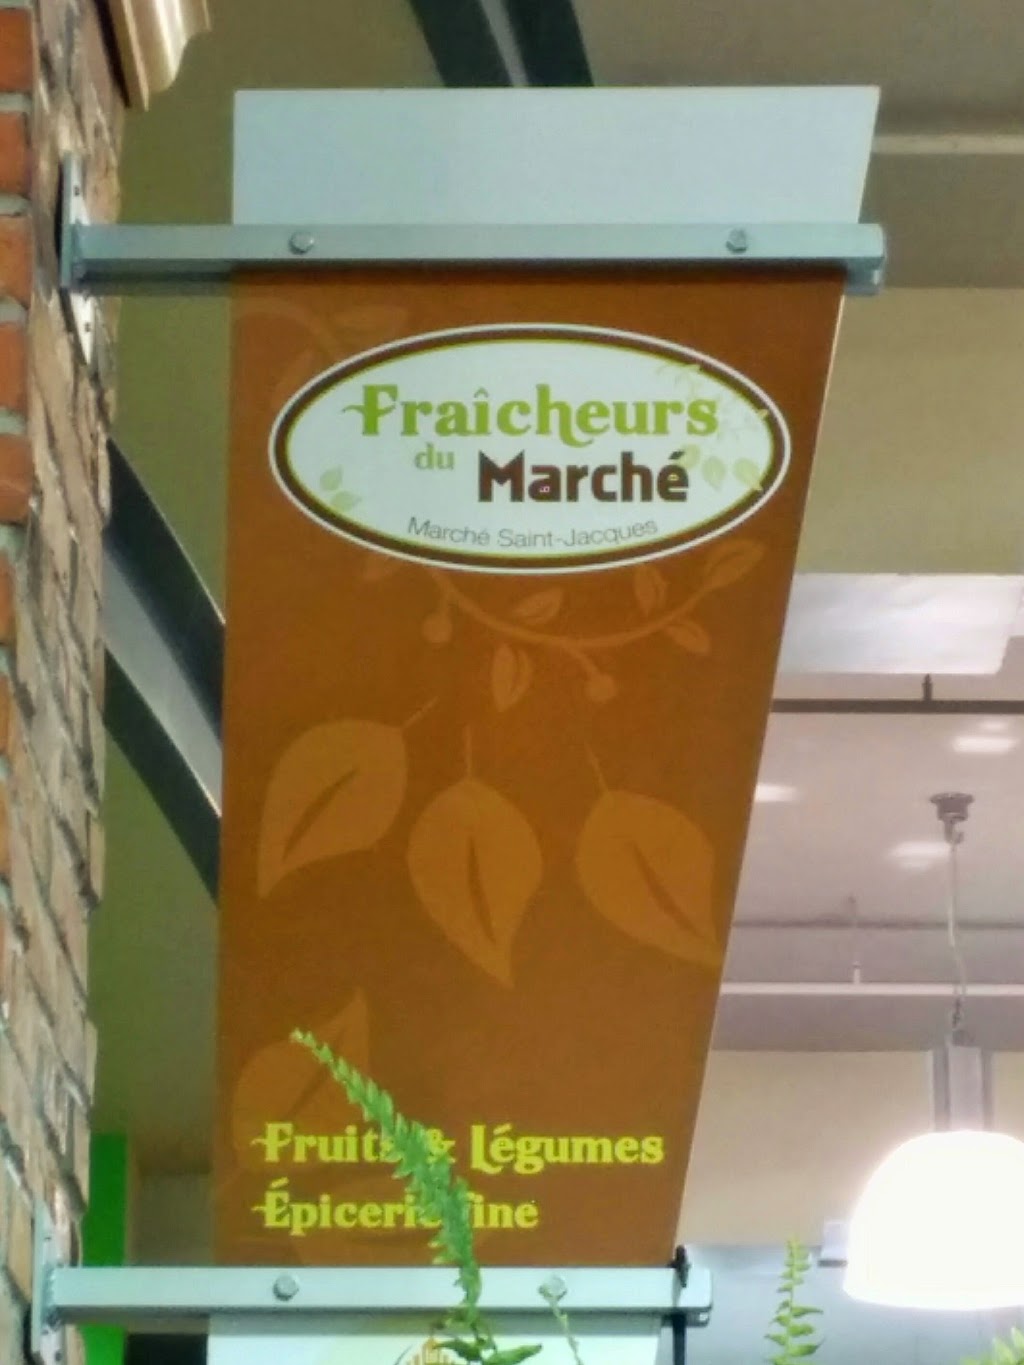 Fraîcheurs
du Marché
Marché Saint-Jacques
Fruits & Légumes
Épicerie fine